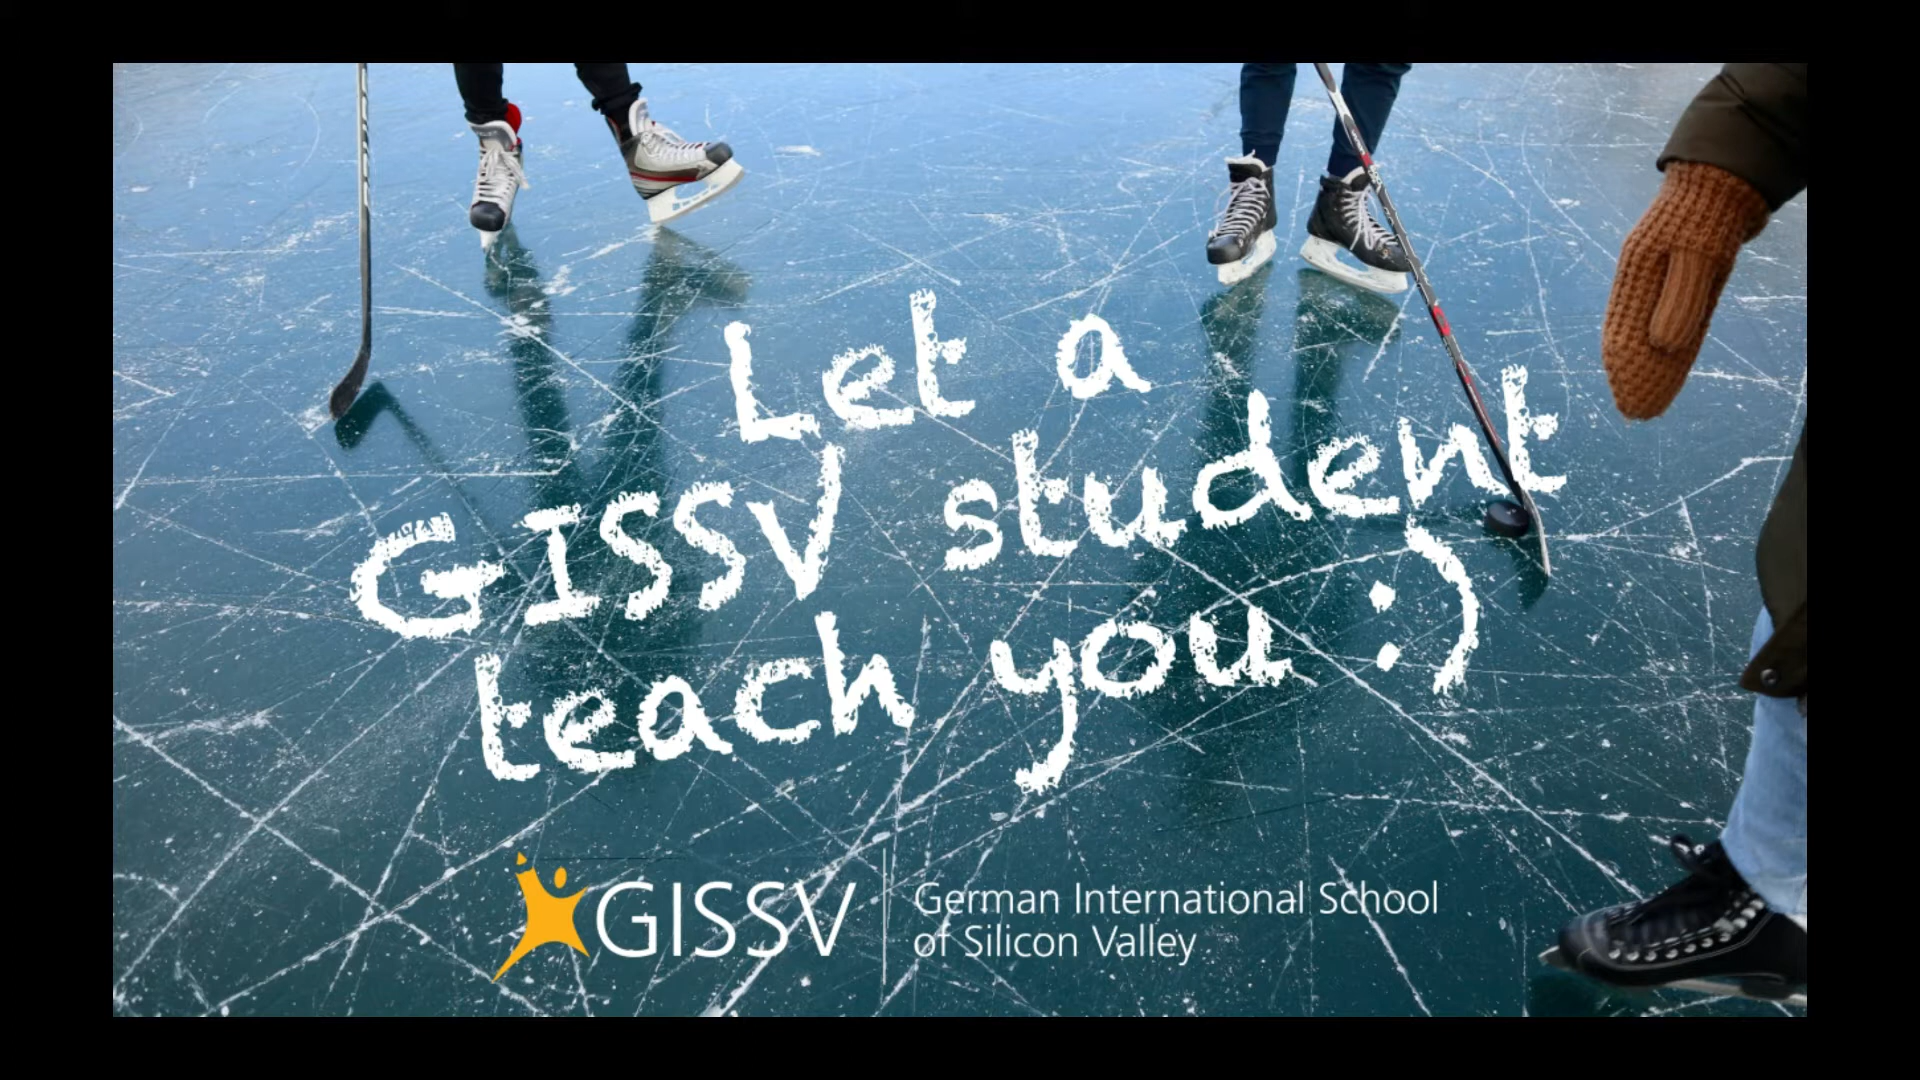 Let a
GISSV student
teach you :)
GISSV
German International School
of Silicon Valley